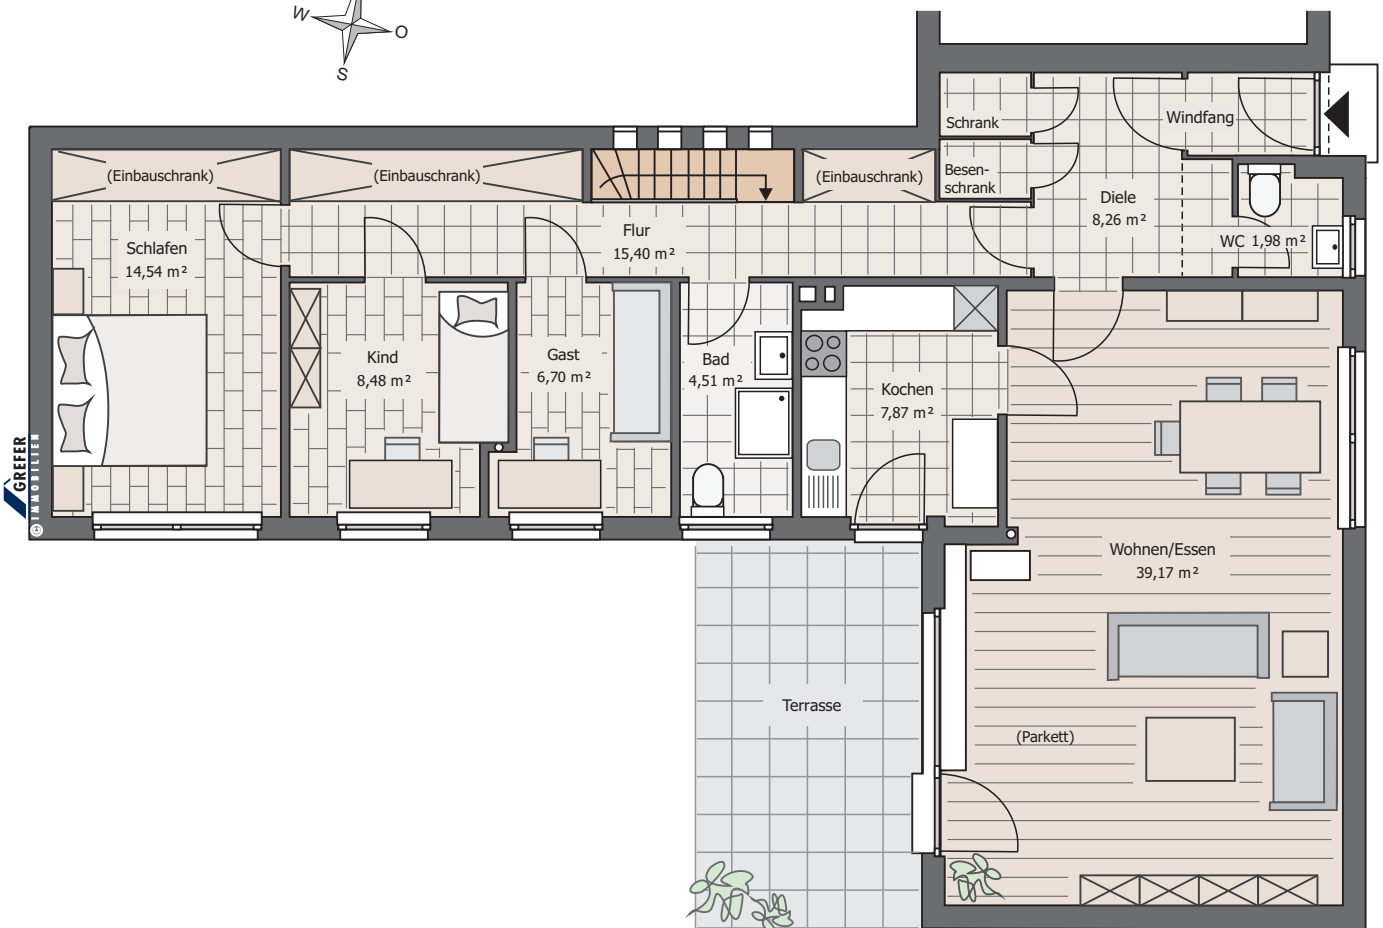 W
O
S
Schrank
Windfang
(Einbauschrank)
(Einbauschrank)
(Einbauschrank)
Besen-
schrank
Diele
8,26 m²
Schlafen
14,54 m²
Flur
15,40 m²
WC 1,98 m²
Kind
8,48 m²
Gast
6,70 m²
Bad
4,51 m²
Kochen
7,87 m²
GREFER
© IMMOBILIEN
Wohnen/Essen
39,17 m²
Terrasse
(Parkett)